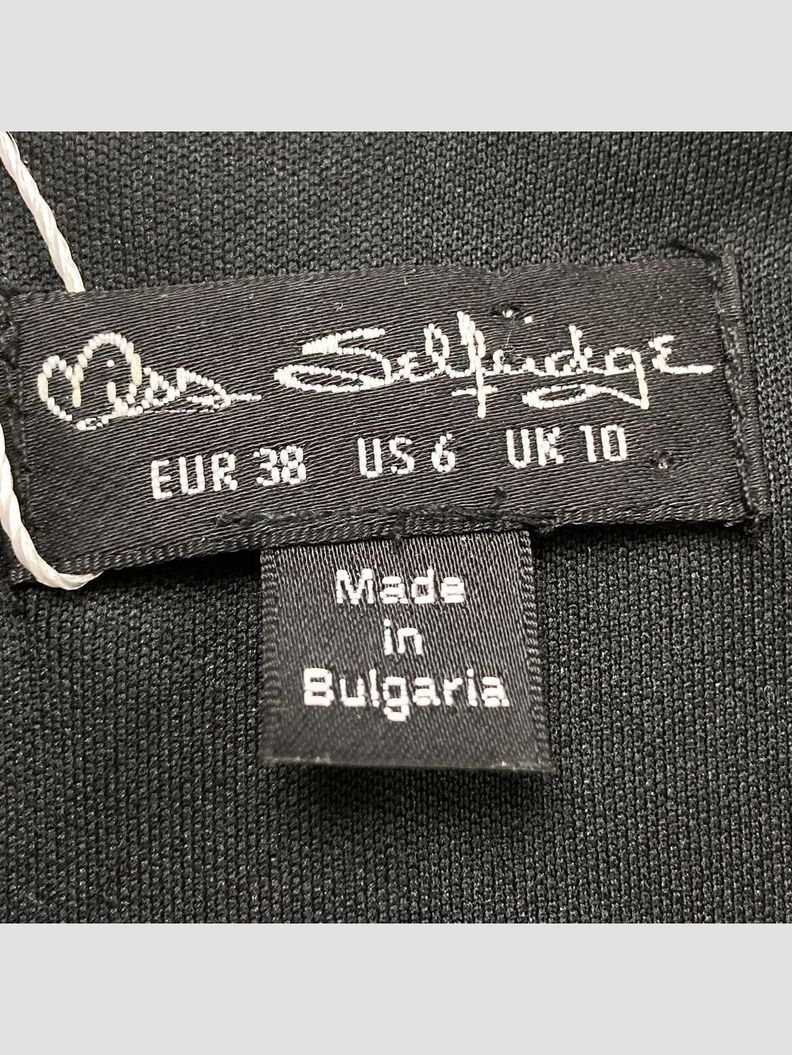 Miss Selfridge
EUR 38 US 6 UK 10
Made
in
Bulgaria